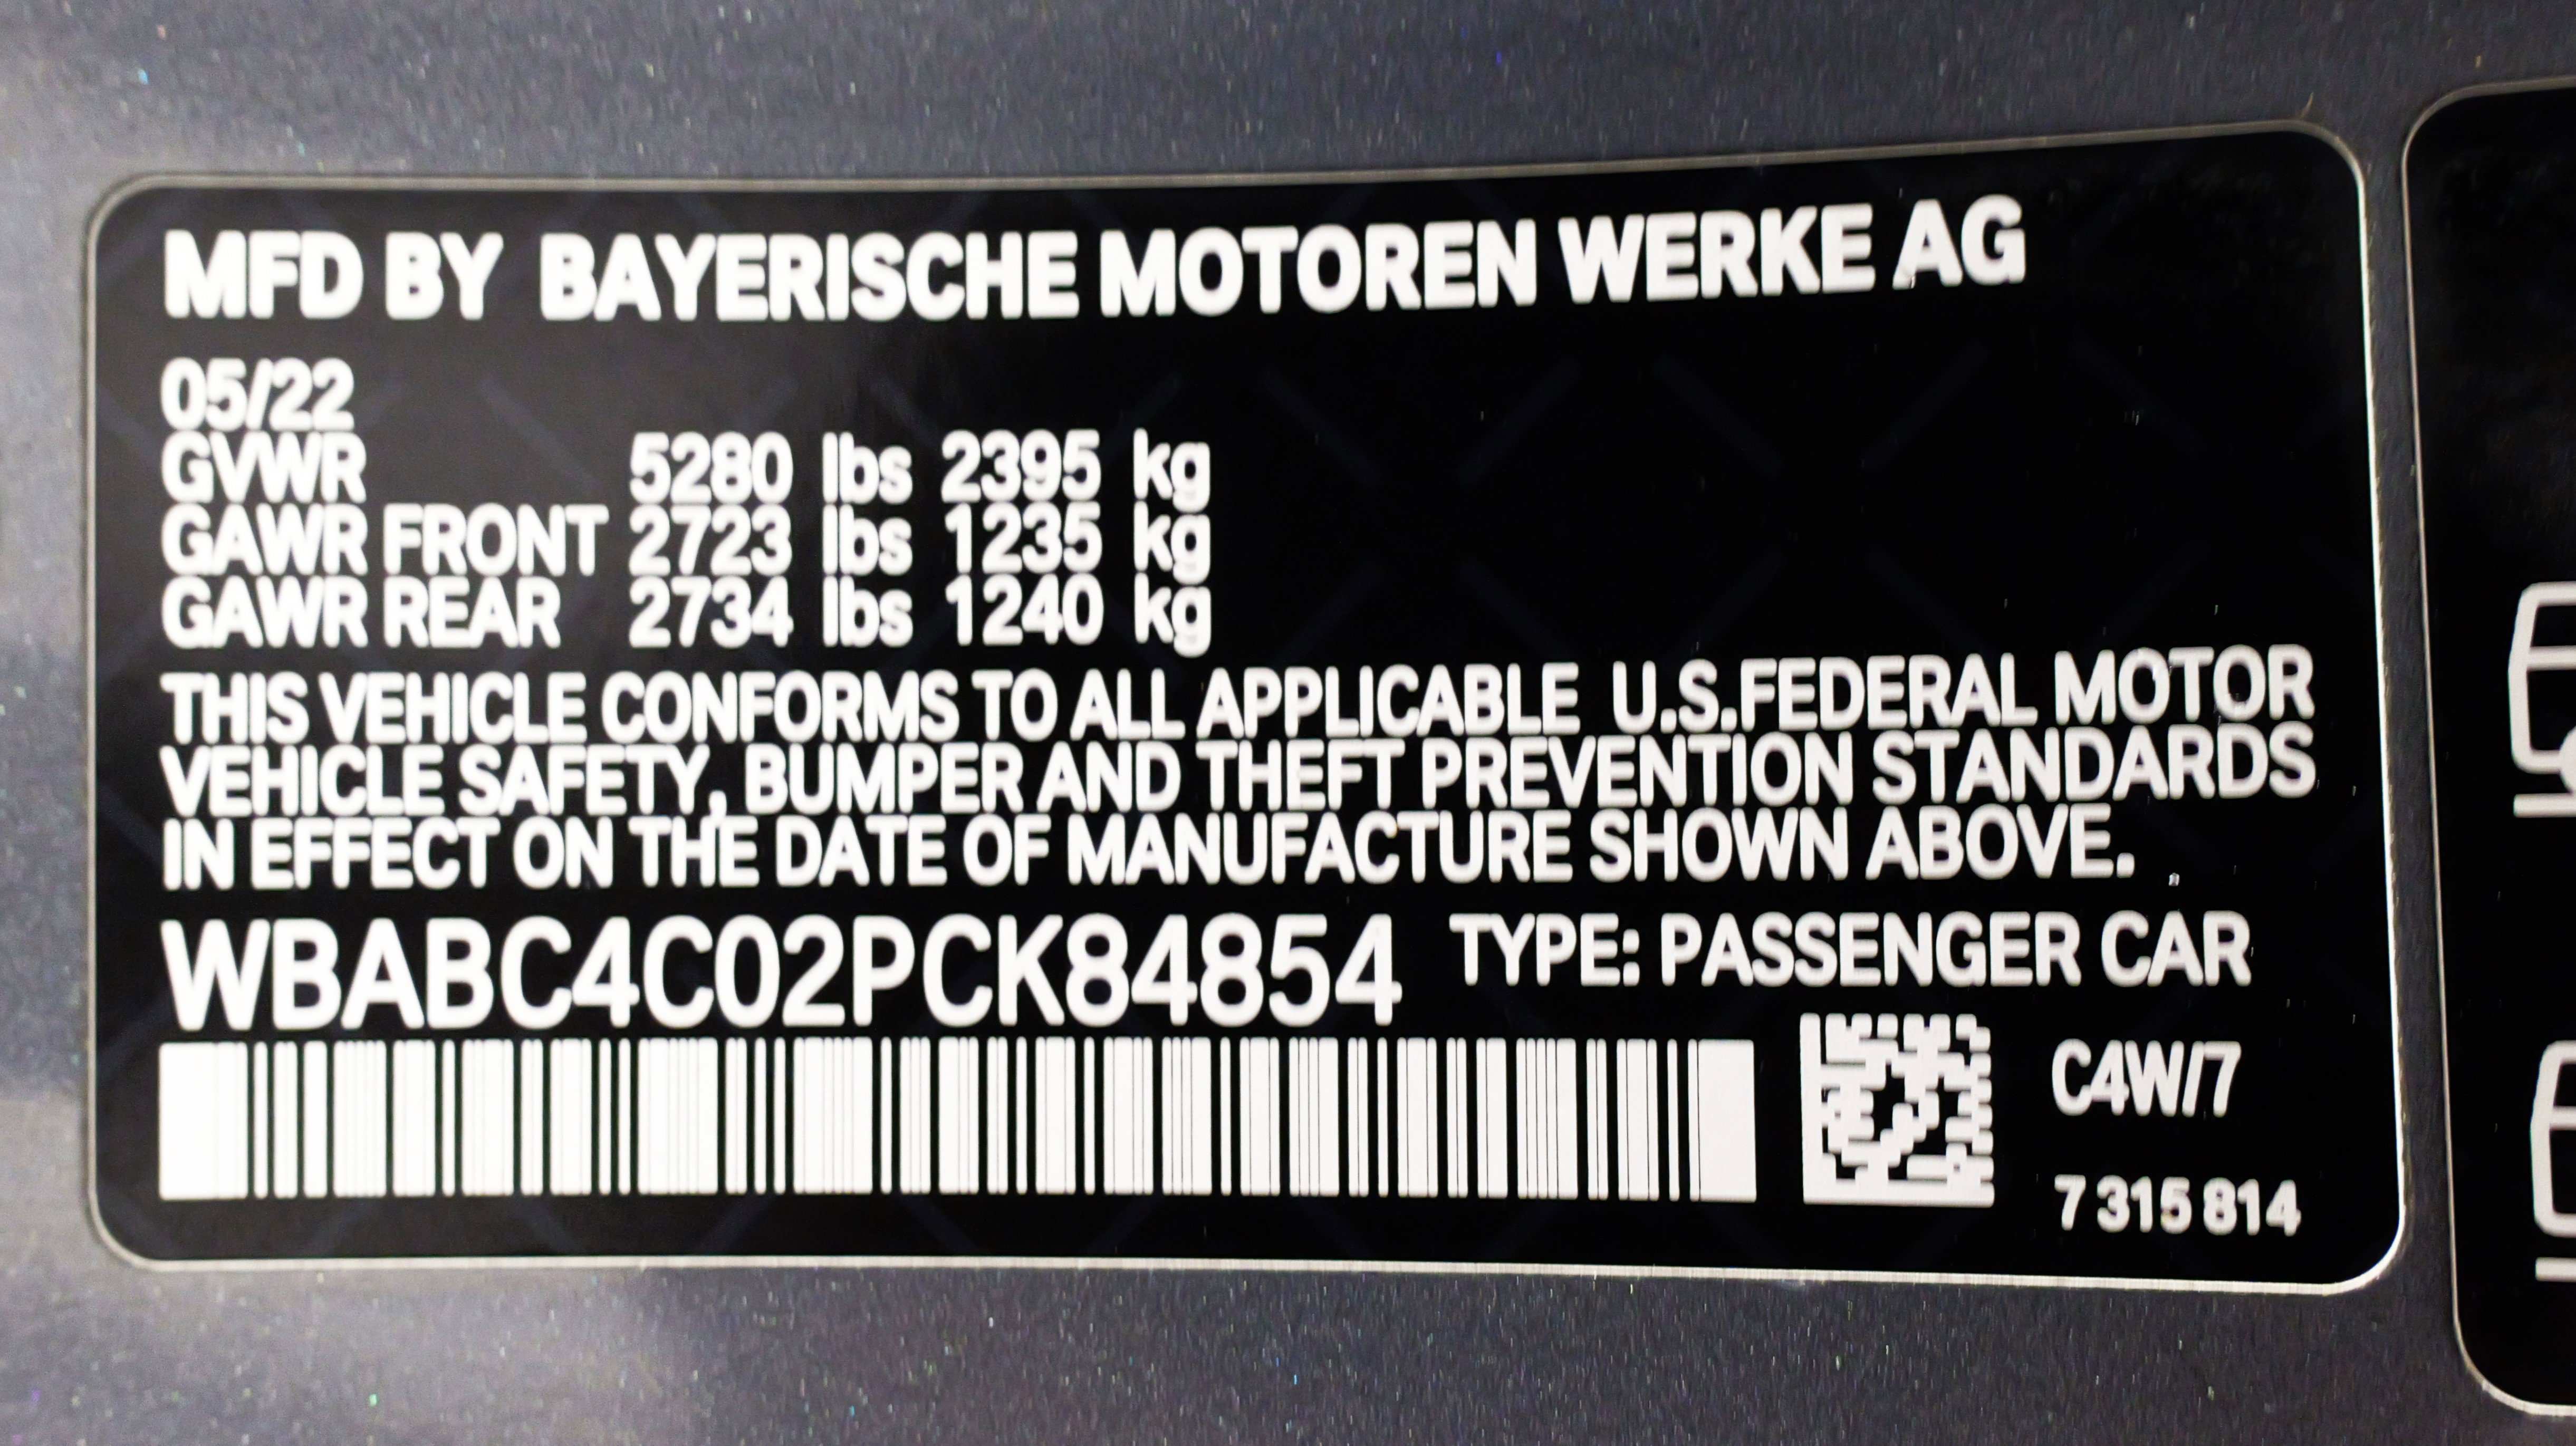 MFD BY BAYERISCHE MOTOREN WERKE AG
05/22
GVWR 5280 lbs 2395 kg
GAWR FRONT 2723 lbs 1235 kg
GAWR REAR 2734 lbs 1240 kg
THIS VEHICLE CONFORMS TO ALL APPLICABLE U.S.FEDERAL MOTOR
VEHICLE SAFETY, BUMPER AND THEFT PREVENTION STANDARDS
IN EFFECT ON THE DATE OF MANUFACTURE SHOWN ABOVE.
WBABC4C02PCK84854 TYPE: PASSENGER CAR
C4W/7
7 315 814